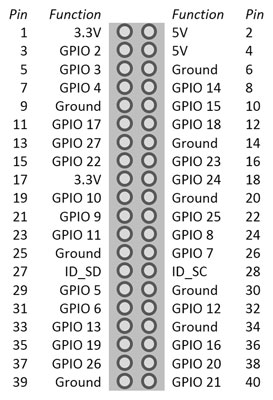 Pin Function Function Pin
1 3.3V 5V 2
3 GPIO 2 5V 4
5 GPIO 3 Ground 6
7 GPIO 4 GPIO 14 8
9 Ground GPIO 15 10
11 GPIO 17 GPIO 18 12
13 GPIO 27 Ground 14
15 GPIO 22 GPIO 23 16
17 3.3V GPIO 24 18
19 GPIO 10 Ground 20
21 GPIO 9 GPIO 25 22
23 GPIO 11 GPIO 8 24
25 Ground GPIO 7 26
27 ID_SD ID_SC 28
29 GPIO 5 Ground 30
31 GPIO 6 GPIO 12 32
33 GPIO 13 Ground 34
35 GPIO 19 GPIO 16 36
37 GPIO 26 GPIO 20 38
39 Ground GPIO 21 40